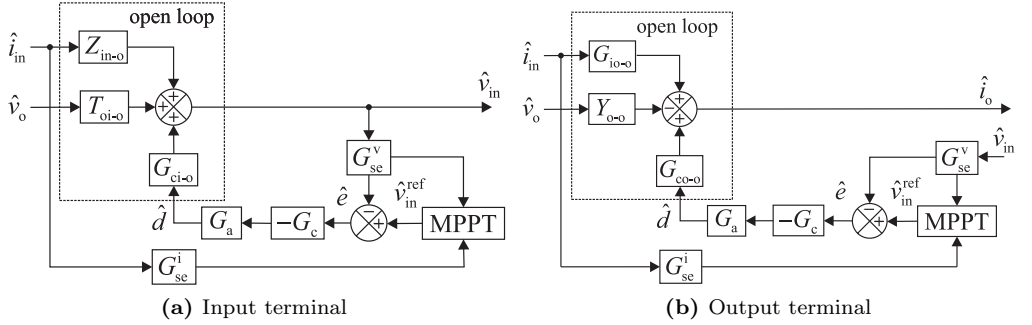 open loop
î_in
Z_in-o
v̂_in
v̂_o
T_oi-o
+
+
+
G_ci-o
G_se^v
d̂
G_a
−G_c
ê
−
+
v̂_in^ref
MPPT
G_se^i
(a) Input terminal
open loop
î_in
G_io-o
î_o
v̂_o
Y_o-o
+
−
+
v̂_in
G_co-o
G_se^v
d̂
G_a
−G_c
ê
−
+
v̂_in^ref
MPPT
G_se^i
(b) Output terminal